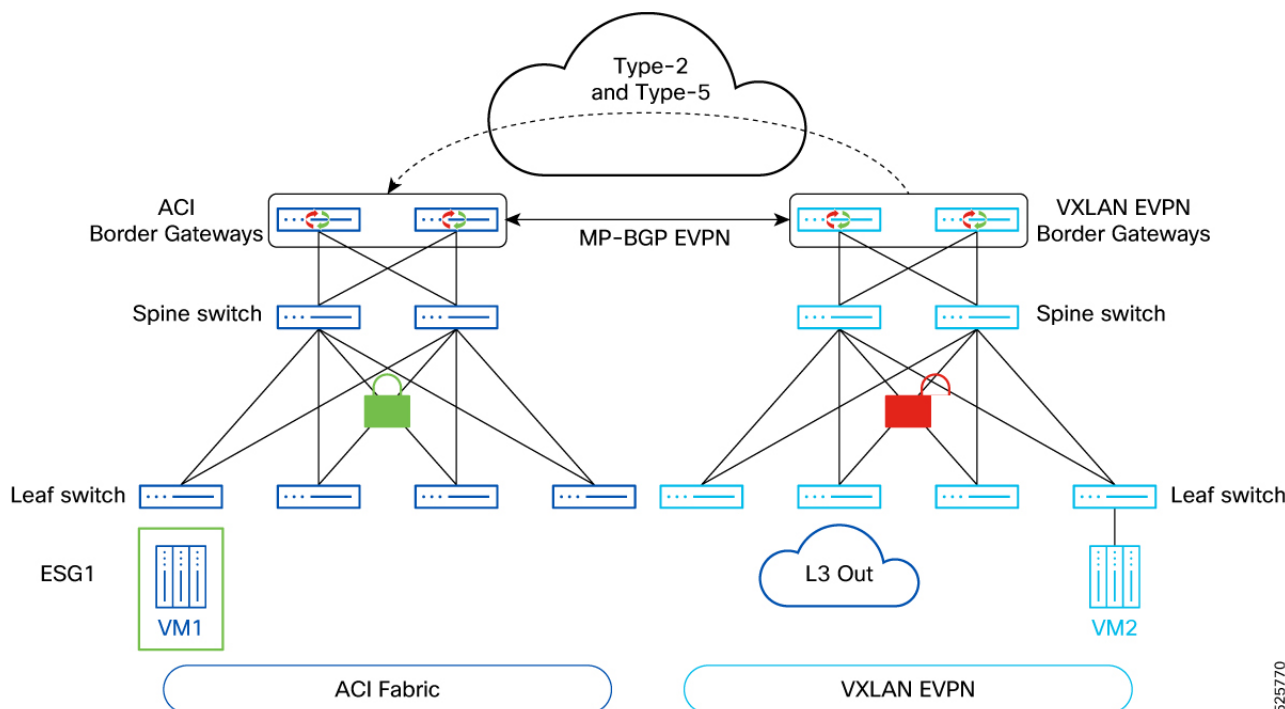 Type-2
and Type-5
ACI
Border Gateways
MP-BGP EVPN
VXLAN EVPN
Border Gateways
Spine switch
Spine switch
Leaf switch
Leaf switch
ESG1
VM1
L3 Out
VM2
ACI Fabric
VXLAN EVPN
525770